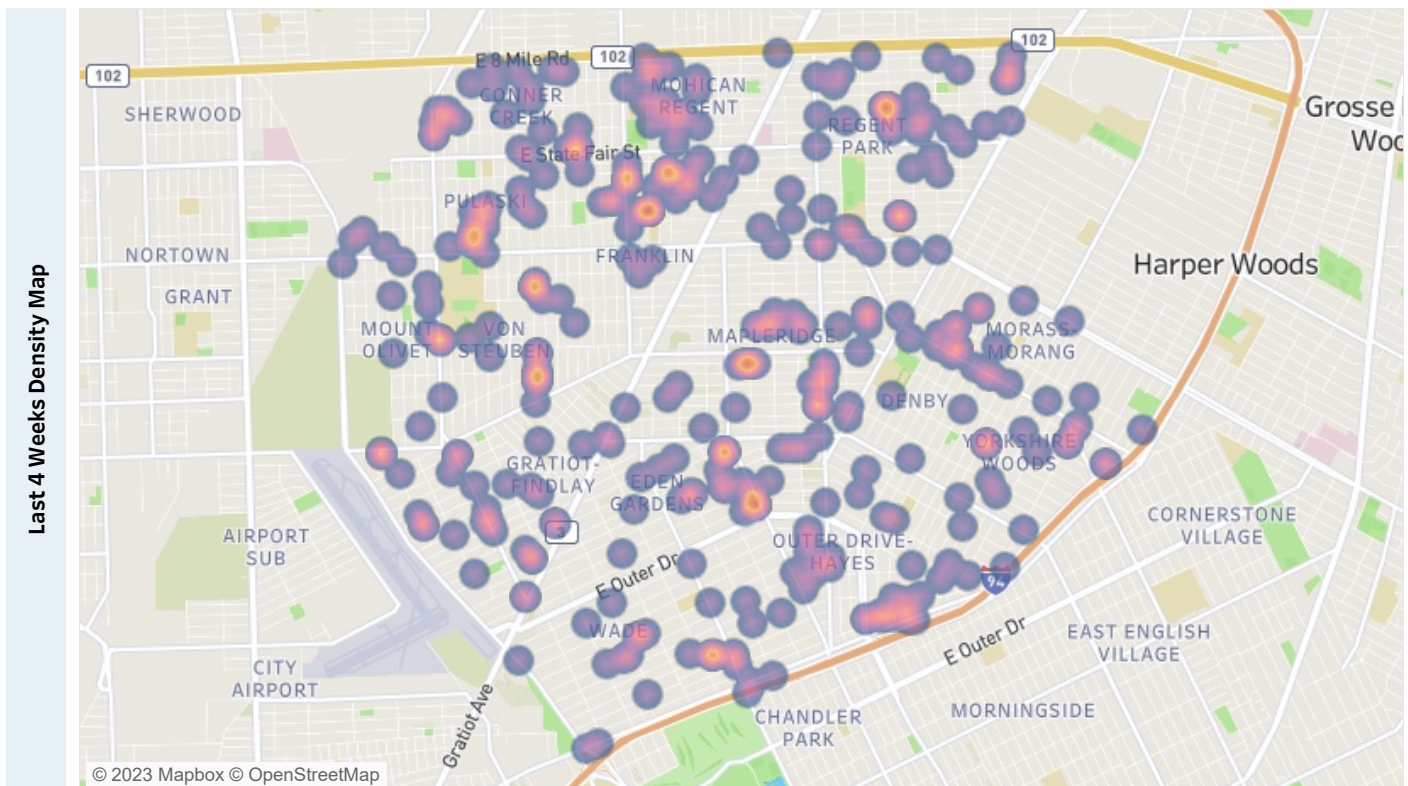 Last 4 Weeks Density Map
102
E 8 Mile Rd
102
102
SHERWOOD
CONNER
CREEK
MOHICAN
REGENT
REGENT
PARK
Grosse
E State Fair St
PULASKI
NORTOWN
FRANKLIN
Harper Woods
GRANT
MOUNT
OLIVET
VON
STEUBEN
MAPLERIDGE
MORASS-
MORANG
DENBY
YORKSHIRE
WOODS
GRATIOT-
FINDLAY
EDEN
GARDENS
CORNERSTONE
VILLAGE
AIRPORT
SUB
3
OUTER DRIVE-
HAYES
E Outer Dr
94
WADE
E Outer Dr
EAST ENGLISH
VILLAGE
CITY
AIRPORT
Gratiot Ave
CHANDLER
PARK
MORNINGSIDE
© 2023 Mapbox © OpenStreetMap